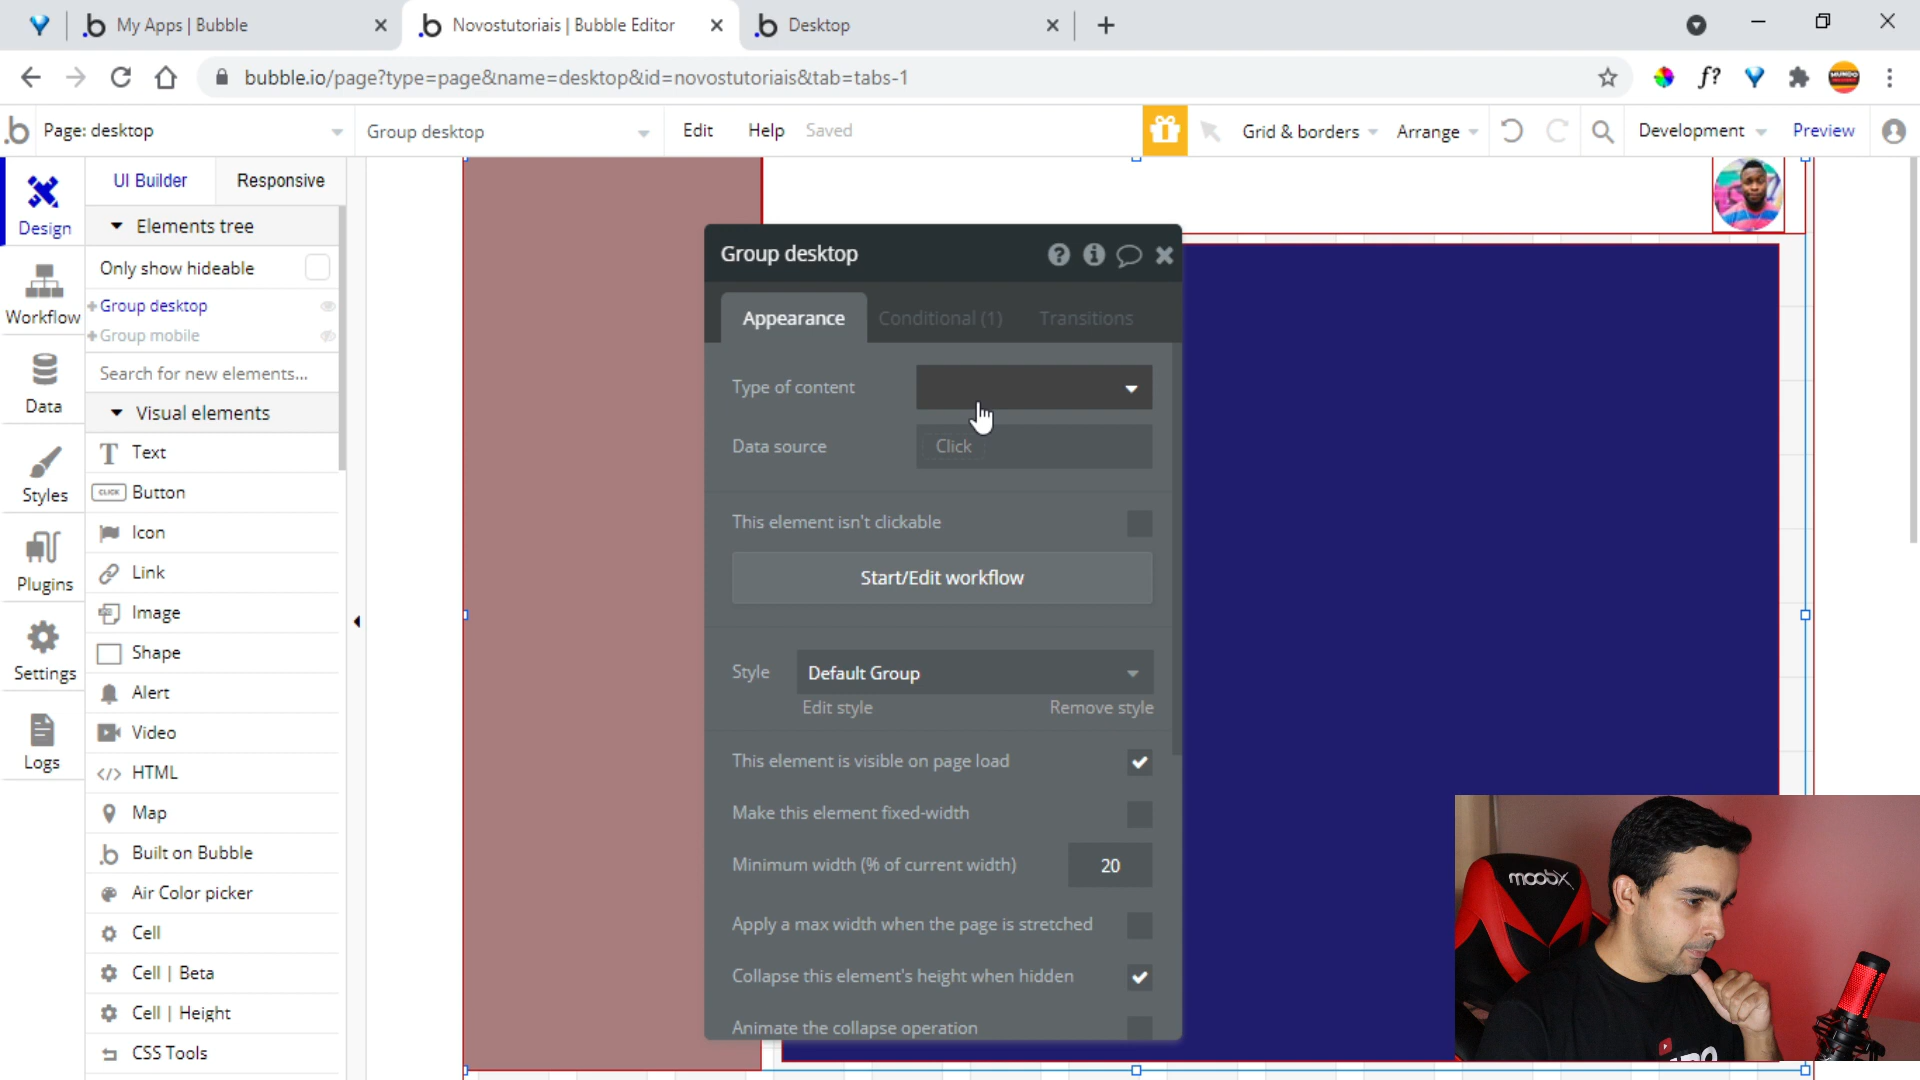 My Apps | Bubble
Novostutoriais | Bubble Editor
Desktop
bubble.io/page?type=page&name=desktop&id=novostutoriais&tab=tabs-1
f?
Page: desktop
Group desktop
Edit
Help
Saved
Grid & borders
Arrange
Development
Preview
Design
Workflow
Data
Styles
Plugins
Settings
Logs
UI Builder
Responsive
Elements tree
Only show hideable
Group desktop
Group mobile
Search for new elements...
Visual elements
Text
CLICK Button
Icon
Link
Image
Shape
Alert
Video
HTML
Map
Built on Bubble
Air Color picker
Cell
Cell | Beta
Cell | Height
CSS Tools
Group desktop
Appearance
Conditional (1)
Transitions
Type of content
Data source
Click
This element isn't clickable
Start/Edit workflow
Style
Default Group
Edit style
Remove style
This element is visible on page load
Make this element fixed-width
Minimum width (% of current width)
20
Apply a max width when the page is stretched
Collapse this element's height when hidden
Animate the collapse operation
moobX